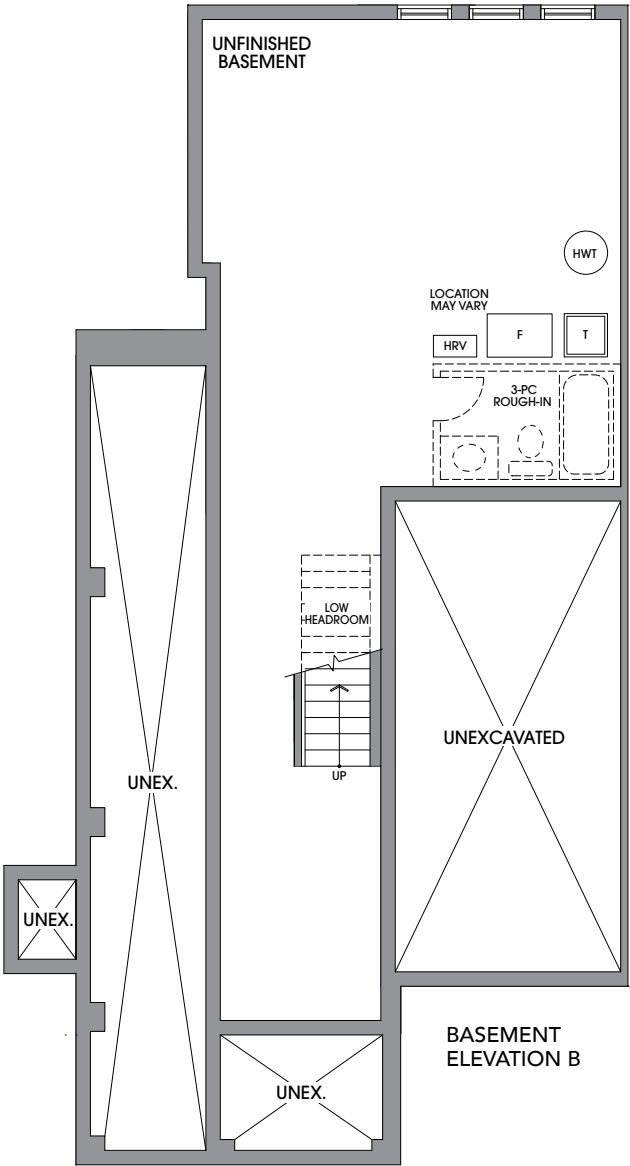 UNFINISHED
BASEMENT
HWT
LOCATION
MAY VARY
HRV
F
T
3-PC
ROUGH-IN
LOW
HEADROOM
UP
UNEXCAVATED
UNEX.
UNEX.
UNEX.
BASEMENT
ELEVATION B